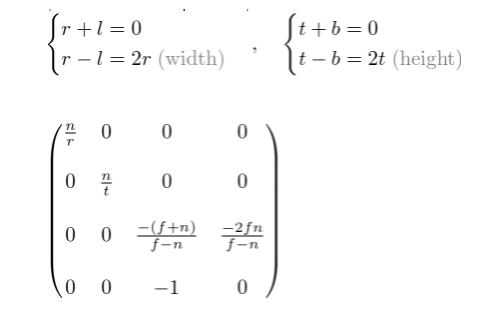 r + l = 0 , t + b = 0
r − l = 2r (width) t − b = 2t (height)
n/r 0 0 0
0 n/t 0 0
0 0 −(f+n)/f−n −2fn/f−n
0 0 −1 0